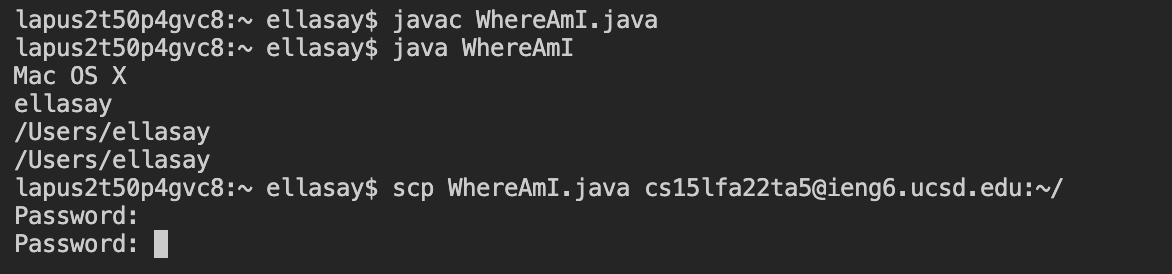 lapus2t50p4gvc8:~ ellasay$ javac WhereAmI.java
lapus2t50p4gvc8:~ ellasay$ java WhereAmI
Mac OS X
ellasay
/Users/ellasay
/Users/ellasay
lapus2t50p4gvc8:~ ellasay$ scp WhereAmI.java cs15lfa22ta5@ieng6.ucsd.edu:~/
Password:
Password: